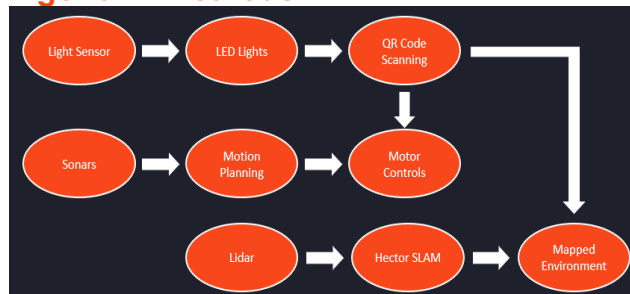 Light Sensor
LED Lights
QR Code
Scanning
Sonars
Motion
Planning
Motor
Controls
Lidar
Hector SLAM
Mapped
Environment